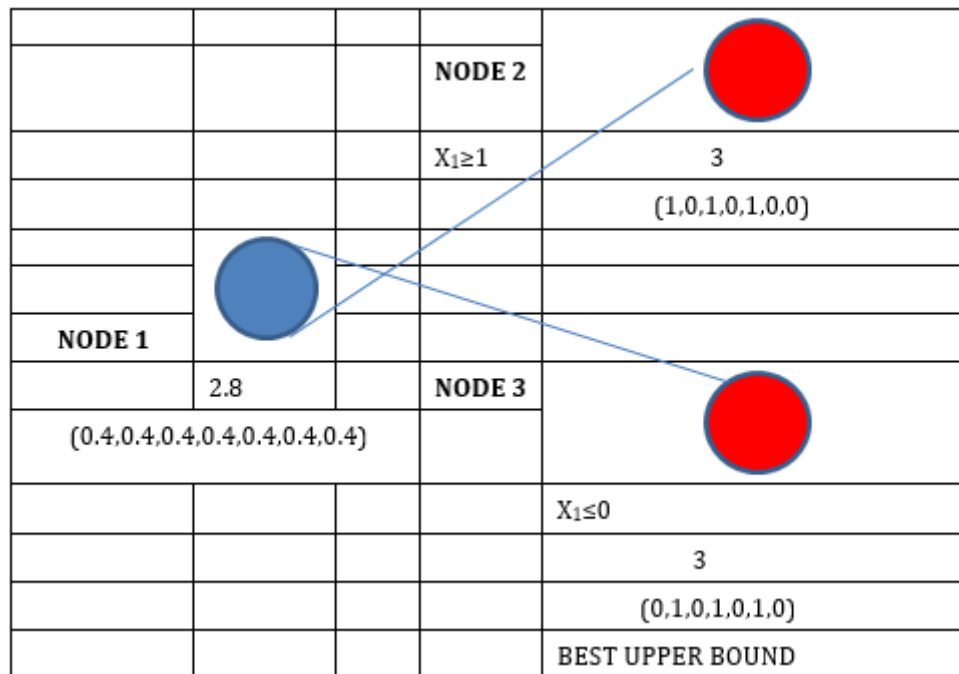 NODE 2
X₁≥1
3
(1,0,1,0,1,0,0)
NODE 1
2.8
NODE 3
(0.4,0.4,0.4,0.4,0.4,0.4,0.4)
X₁≤0
3
(0,1,0,1,0,1,0)
BEST UPPER BOUND